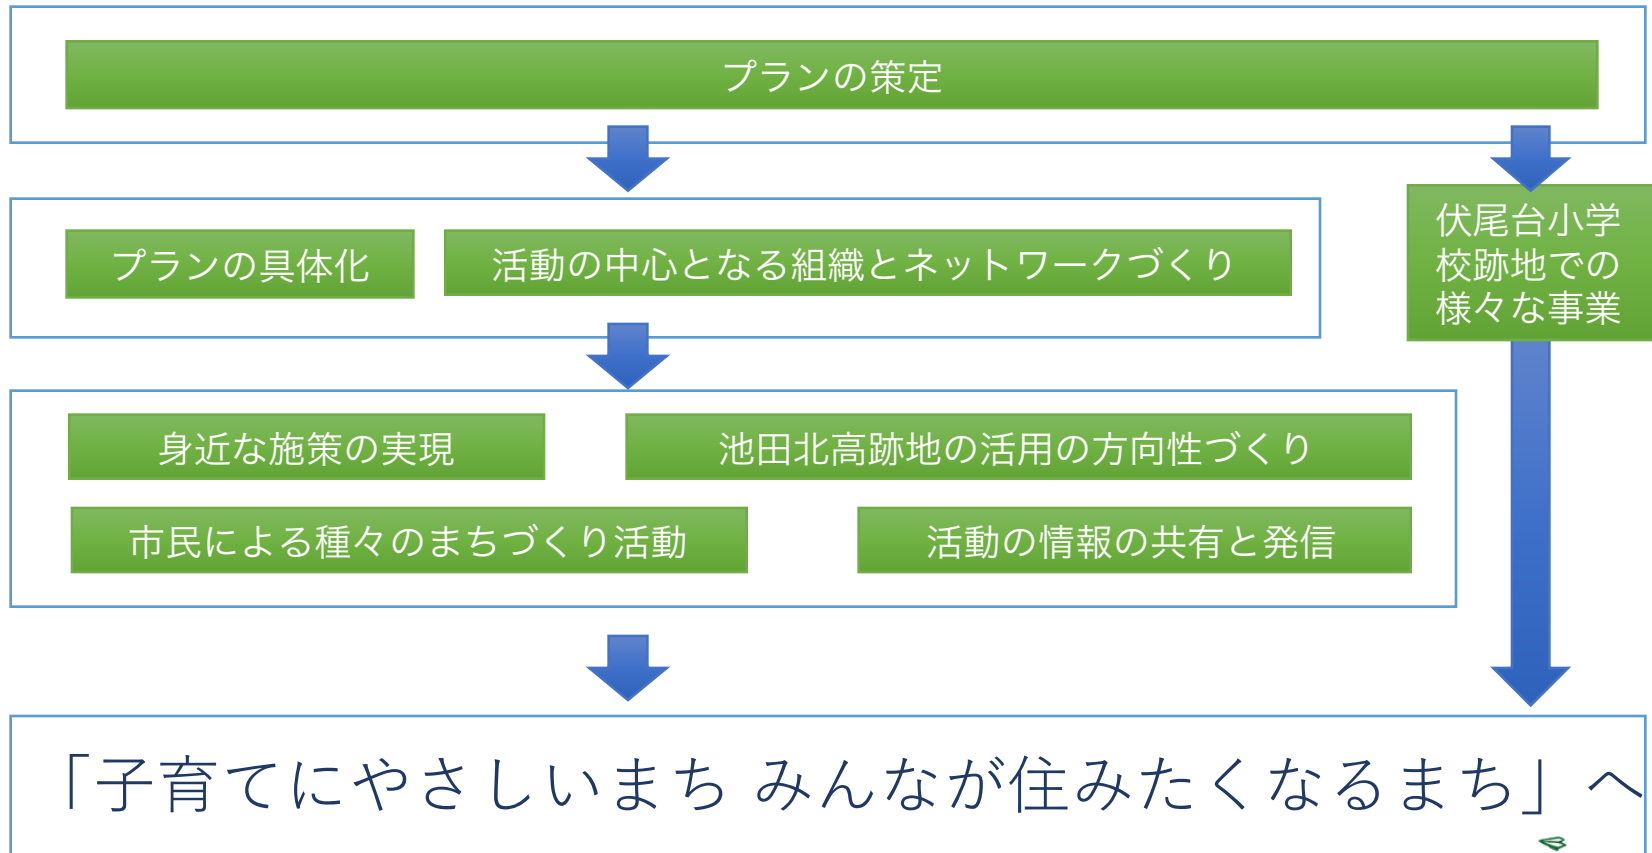 プランの策定
プランの具体化
活動の中心となる組織とネットワークづくり
伏尾台小学
校跡地での
様々な事業
身近な施策の実現
池田北高跡地の活用の方向性づくり
市民による種々のまちづくり活動
活動の情報の共有と発信
「子育てにやさしいまち みんなが住みたくなるまち」へ